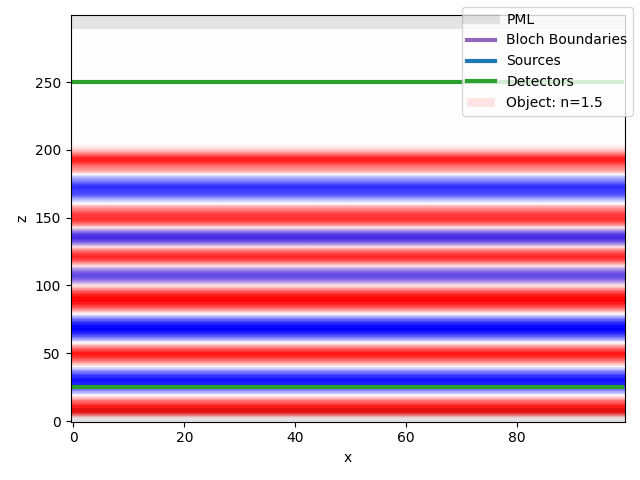 PML
Bloch Boundaries
Sources
Detectors
Object: n=1.5
250
200
150
100
50
0
z
0 20 40 60 80
x